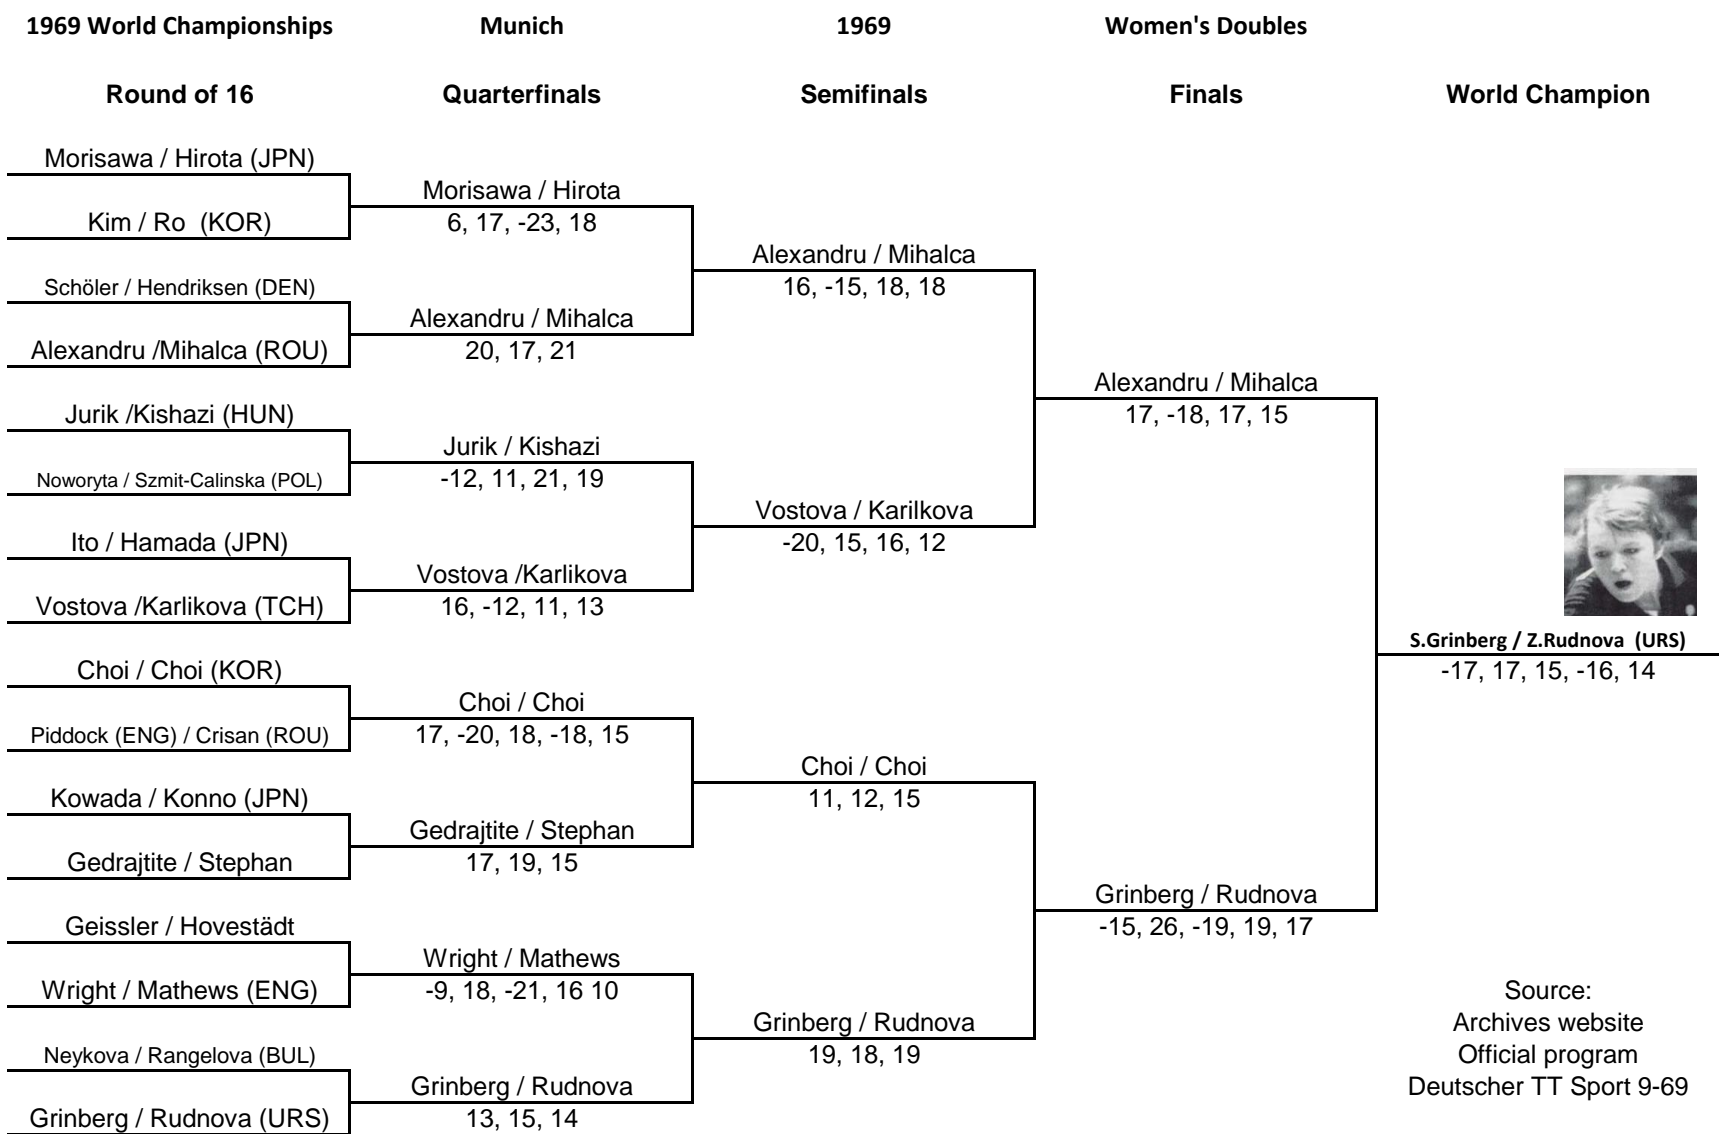 1969 World Championships Munich 1969 Women's Doubles
Round of 16 Quarterfinals Semifinals Finals World Champion
Morisawa / Hirota (JPN)
Morisawa / Hirota
Kim / Ro (KOR)
6, 17, -23, 18
Alexandru / Mihalca
Schöler / Hendriksen (DEN)
16, -15, 18, 18
Alexandru / Mihalca
Alexandru /Mihalca (ROU)
20, 17, 21
Alexandru / Mihalca
Jurik /Kishazi (HUN)
17, -18, 17, 15
Jurik / Kishazi
Noworyta / Szmit-Calinska (POL)
-12, 11, 21, 19
Vostova / Karilkova
Ito / Hamada (JPN)
-20, 15, 16, 12
Vostova /Karlikova
Vostova /Karlikova (TCH)
16, -12, 11, 13
S.Grinberg / Z.Rudnova (URS)
Choi / Choi (KOR)
-17, 17, 15, -16, 14
Choi / Choi
Piddock (ENG) / Crisan (ROU)
17, -20, 18, -18, 15
Choi / Choi
Kowada / Konno (JPN)
11, 12, 15
Gedrajtite / Stephan
Gedrajtite / Stephan
17, 19, 15
Grinberg / Rudnova
Geissler / Hovestädt
-15, 26, -19, 19, 17
Wright / Mathews
Wright / Mathews (ENG)
-9, 18, -21, 16 10
Source:
Grinberg / Rudnova
Archives website
Neykova / Rangelova (BUL)
19, 18, 19
Official program
Grinberg / Rudnova
Deutscher TT Sport 9-69
Grinberg / Rudnova (URS)
13, 15, 14